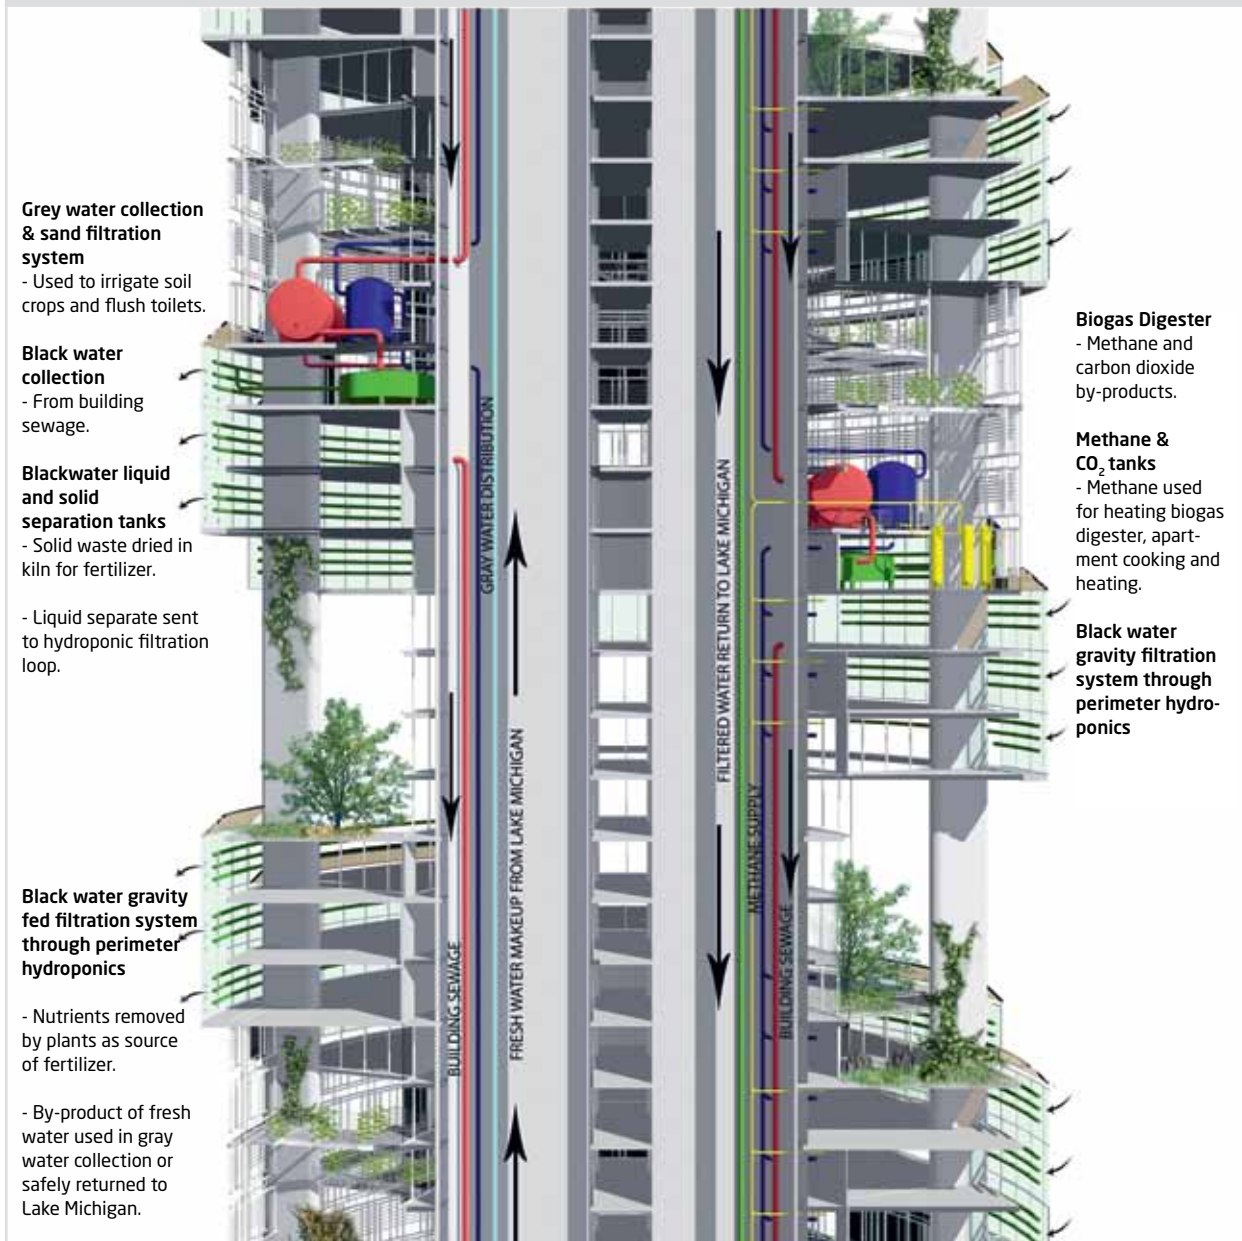 Grey water collection
& sand filtration
system
- Used to irrigate soil
crops and flush toilets.
Black water
collection
- From building
sewage.
Blackwater liquid
and solid
separation tanks
- Solid waste dried in
kiln for fertilizer.
- Liquid separate sent
to hydroponic filtration
loop.
Black water gravity
fed filtration system
through perimeter
hydroponics
- Nutrients removed
by plants as source
of fertilizer.
- By-product of fresh
water used in gray
water collection or
safely returned to
Lake Michigan.
BUILDING SEWAGE
GRAY WATER DISTRIBUTION
FRESH WATER MAKEUP FROM LAKE MICHIGAN
FILTERED WATER RETURN TO LAKE MICHIGAN
METHANE SUPPLY
BUILDING SEWAGE
Biogas Digester
- Methane and
carbon dioxide
by-products.
Methane &
CO2 tanks
- Methane used
for heating biogas
digester, apart-
ment cooking and
heating.
Black water
gravity filtration
system through
perimeter hydro-
ponics